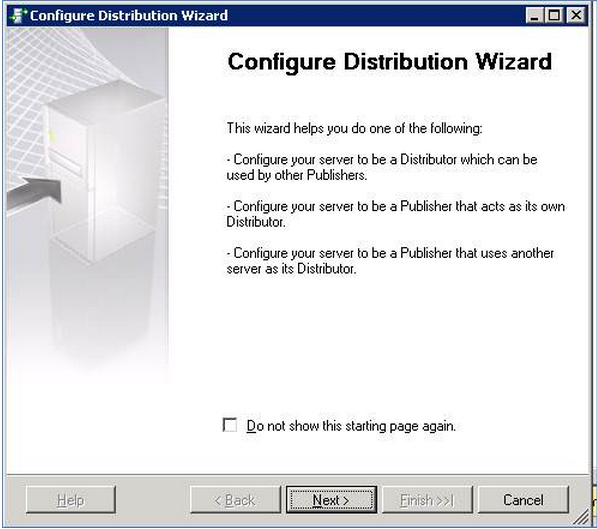 Configure Distribution Wizard
Configure Distribution Wizard
This wizard helps you do one of the following:
- Configure your server to be a Distributor which can be
used by other Publishers.
- Configure your server to be a Publisher that acts as its own
Distributor.
- Configure your server to be a Publisher that uses another
server as its Distributor.
Do not show this starting page again.
Help
< Back
Next >
Finish >>|
Cancel